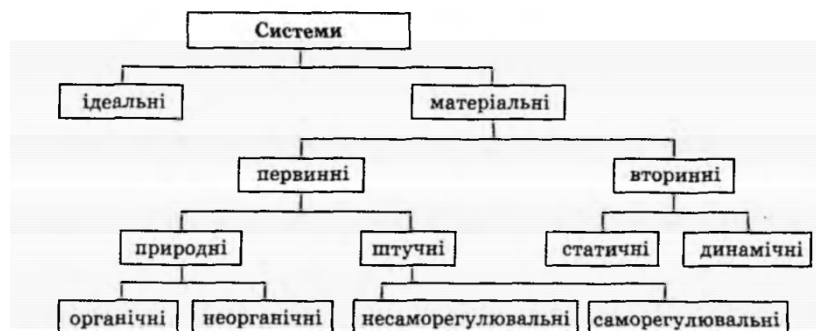 Системи
ідеальні матеріальні
первинні вторинні
природні штучні статичні динамічні
органічні неорганічні несаморегулювальні саморегулювальні